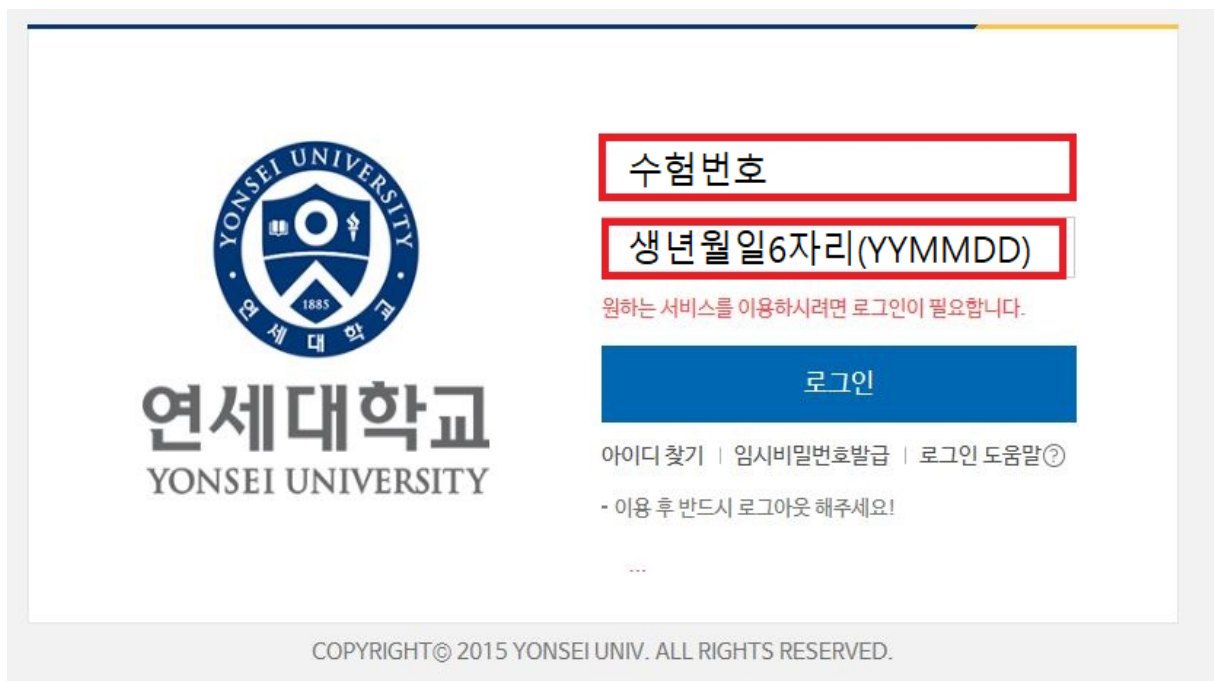 YONSEI UNIVERSITY
1885
연세대학교
연세대학교
YONSEI UNIVERSITY
수험번호
생년월일6자리(YYMMDD)
원하는 서비스를 이용하시려면 로그인이 필요합니다.
로그인
아이디 찾기 | 임시비밀번호발급 | 로그인 도움말?
- 이용 후 반드시 로그아웃 해주세요!
...
COPYRIGHT© 2015 YONSEI UNIV. ALL RIGHTS RESERVED.